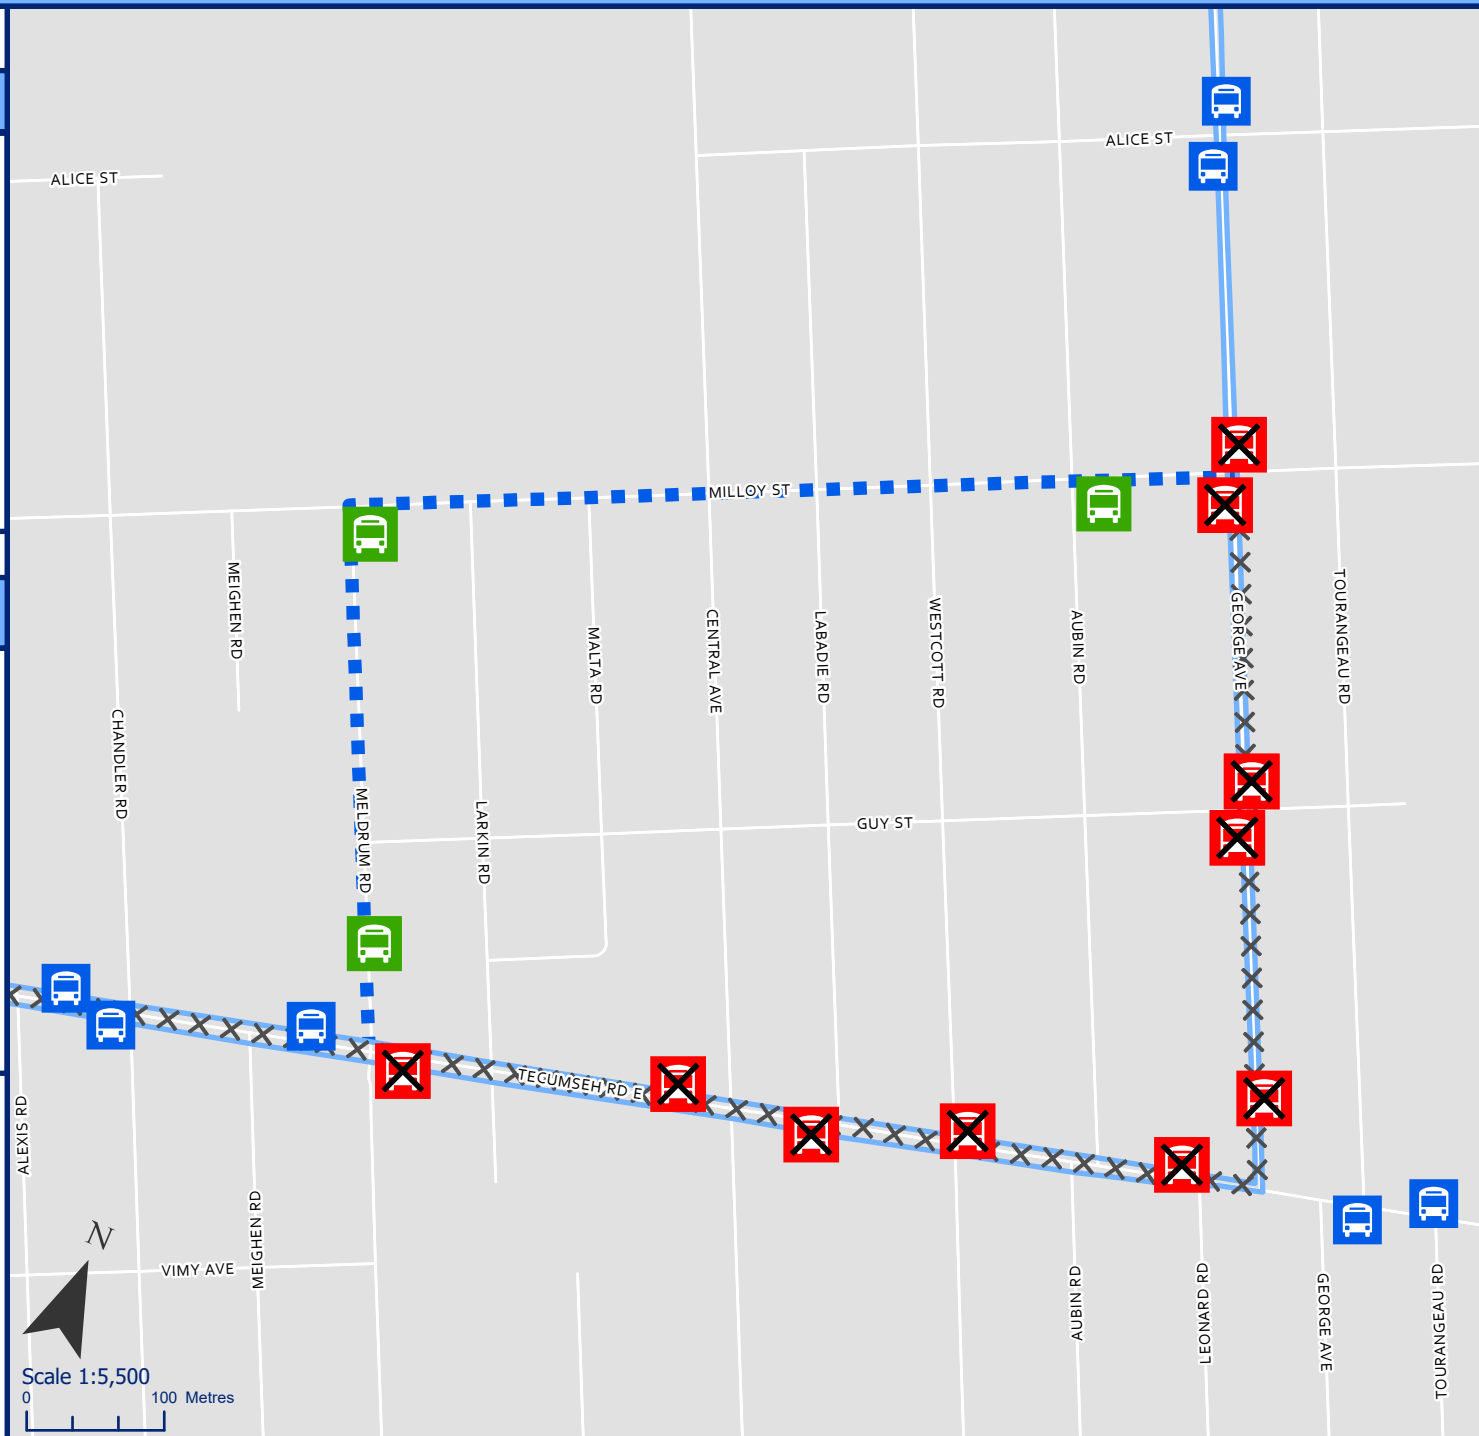 ALICE ST
ALICE ST
MILLOY ST
MEIGHEN RD
CHANDLER RD
MELDRUM RD
LARKIN RD
MALTA RD
CENTRAL AVE
LABADIE RD
WESTCOTT RD
AUBIN RD
GEORGE AVE
TOURANGEAU RD
GUY ST
TECUMSEH RD E
ALEXIS RD
MEIGHEN RD
VIMY AVE
AUBIN RD
LEONARD RD
GEORGE AVE
TOURANGEAU RD
N
Scale 1:5,500
0 100 Metres